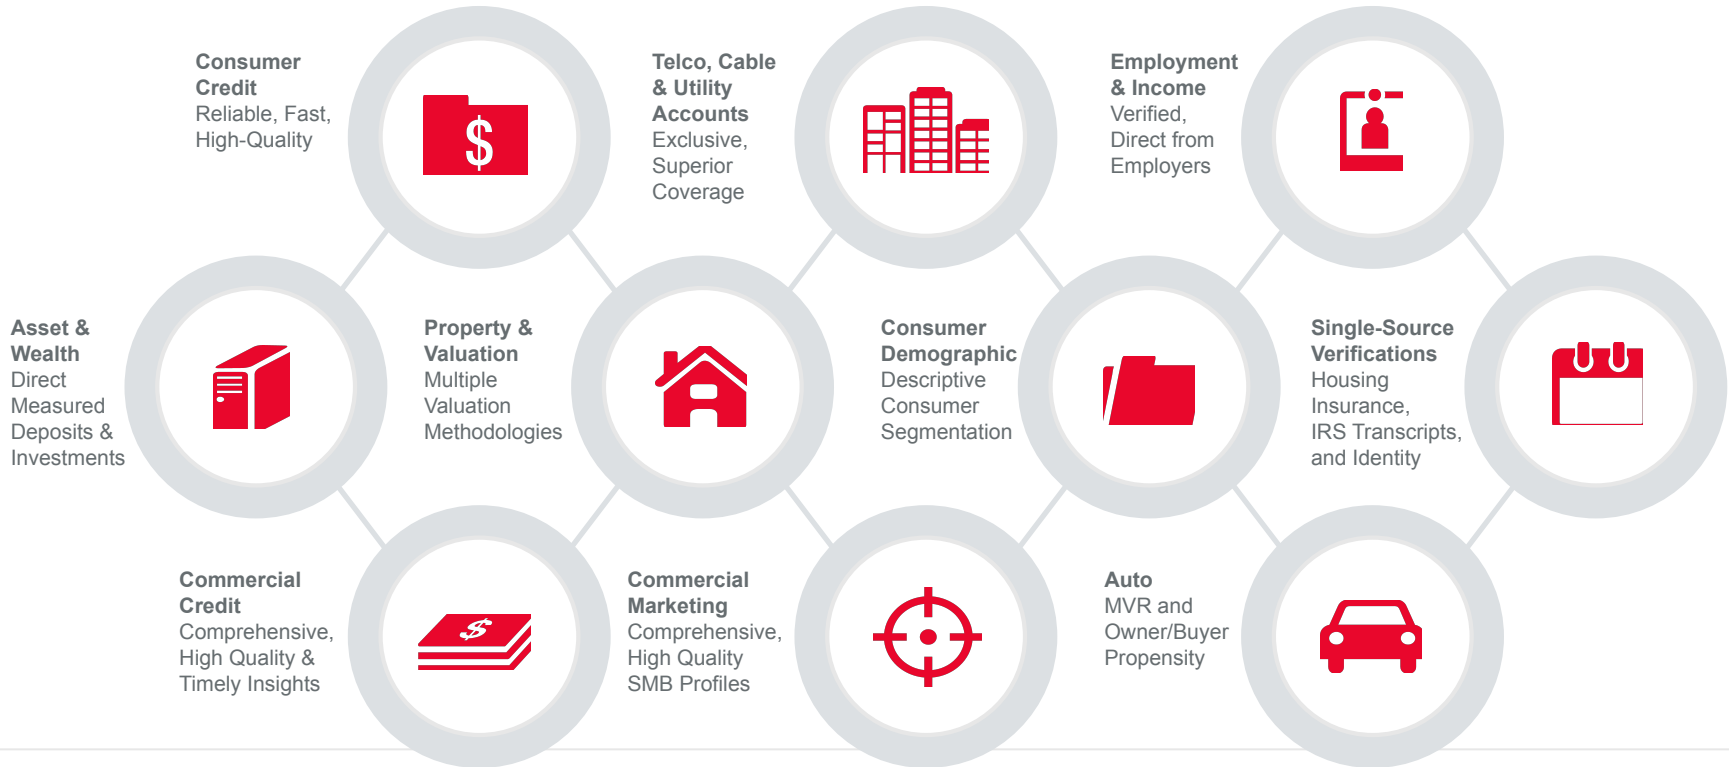 Consumer
Credit
Reliable, Fast,
High-Quality
$
Telco, Cable
& Utility
Accounts
Exclusive,
Superior
Coverage
Employment
& Income
Verified,
Direct from
Employers
Asset &
Wealth
Direct
Measured
Deposits &
Investments
Property &
Valuation
Multiple
Valuation
Methodologies
Consumer
Demographic
Descriptive
Consumer
Segmentation
Single-Source
Verifications
Housing
Insurance,
IRS Transcripts,
and Identity
Commercial
Credit
Comprehensive,
High Quality &
Timely Insights
$
Commercial
Marketing
Comprehensive,
High Quality
SMB Profiles
Auto
MVR and
Owner/Buyer
Propensity